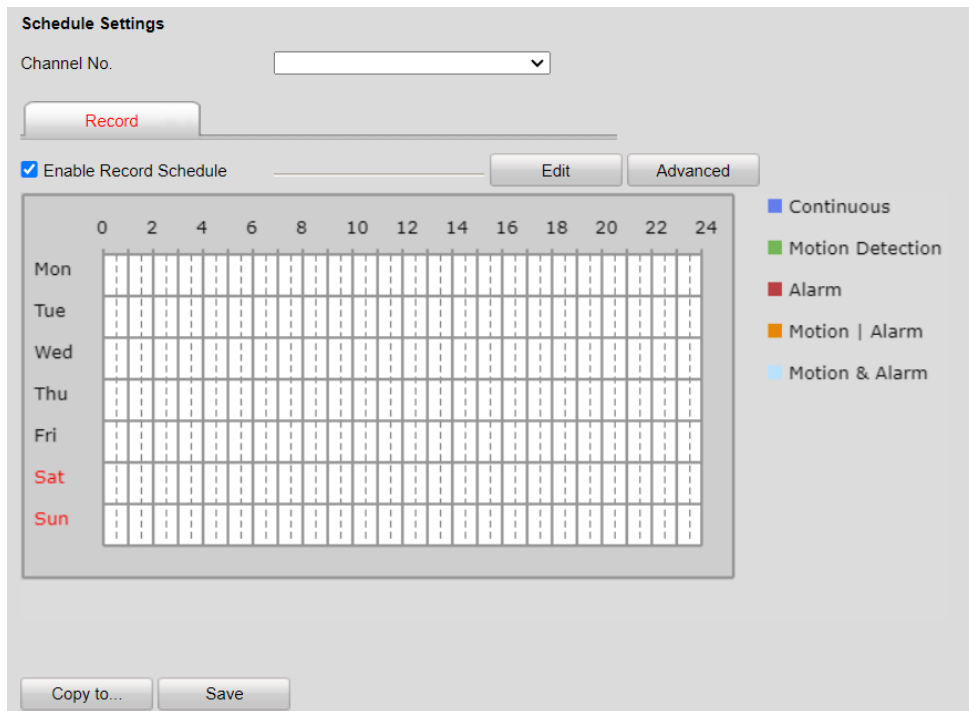 Schedule Settings
Channel No.
Record
Enable Record Schedule
Edit
Advanced
0 2 4 6 8 10 12 14 16 18 20 22 24
Mon
Tue
Wed
Thu
Fri
Sat
Sun
Continuous
Motion Detection
Alarm
Motion | Alarm
Motion & Alarm
Copy to...
Save